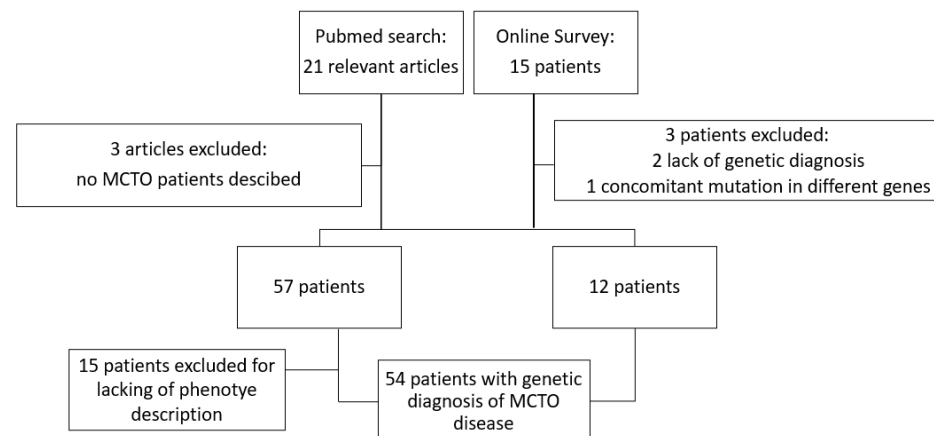 Pubmed search:
21 relevant articles
Online Survey:
15 patients
3 articles excluded:
no MCTO patients descibed
3 patients excluded:
2 lack of genetic diagnosis
1 concomitant mutation in different genes
57 patients
12 patients
15 patients excluded for
lacking of phenotye
description
54 patients with genetic
diagnosis of MCTO
disease